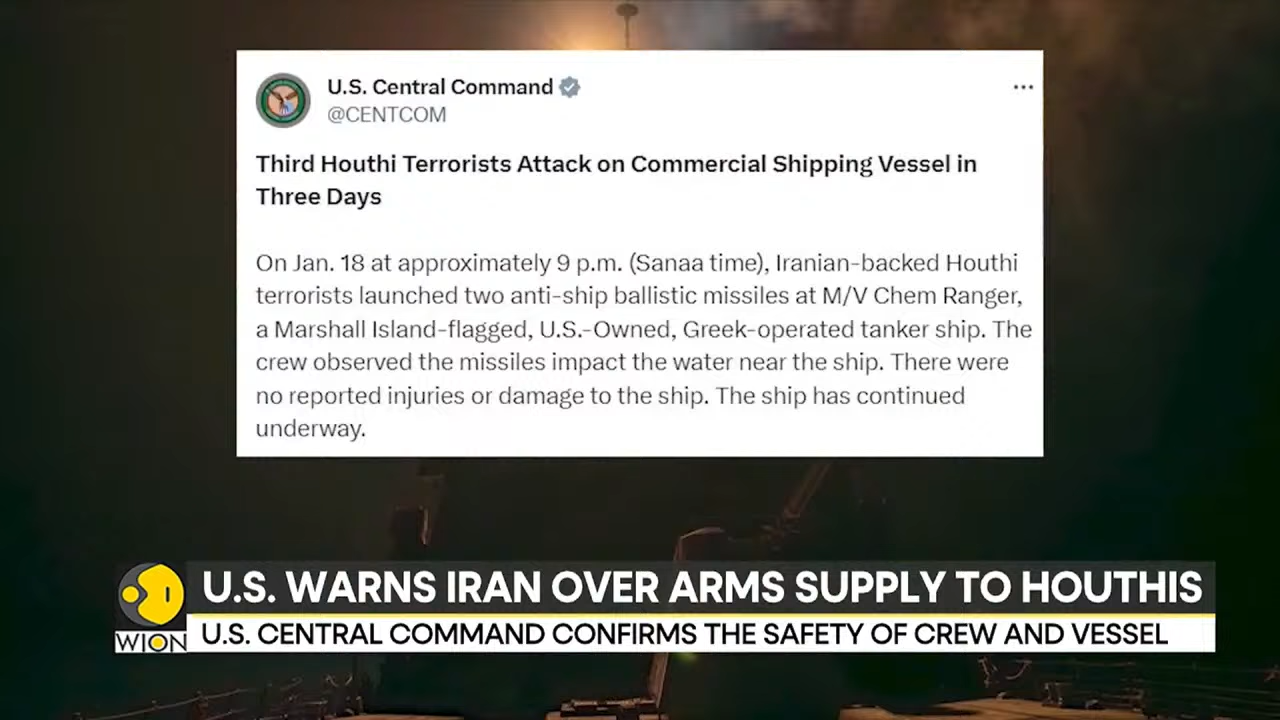 U.S. Central Command
@CENTCOM
Third Houthi Terrorists Attack on Commercial Shipping Vessel in
Three Days
On Jan. 18 at approximately 9 p.m. (Sanaa time), Iranian-backed Houthi
terrorists launched two anti-ship ballistic missiles at M/V Chem Ranger,
a Marshall Island-flagged, U.S.-Owned, Greek-operated tanker ship. The
crew observed the missiles impact the water near the ship. There were
no reported injuries or damage to the ship. The ship has continued
underway.
U.S. WARNS IRAN OVER ARMS SUPPLY TO HOUTHIS
U.S. CENTRAL COMMAND CONFIRMS THE SAFETY OF CREW AND VESSEL
WION